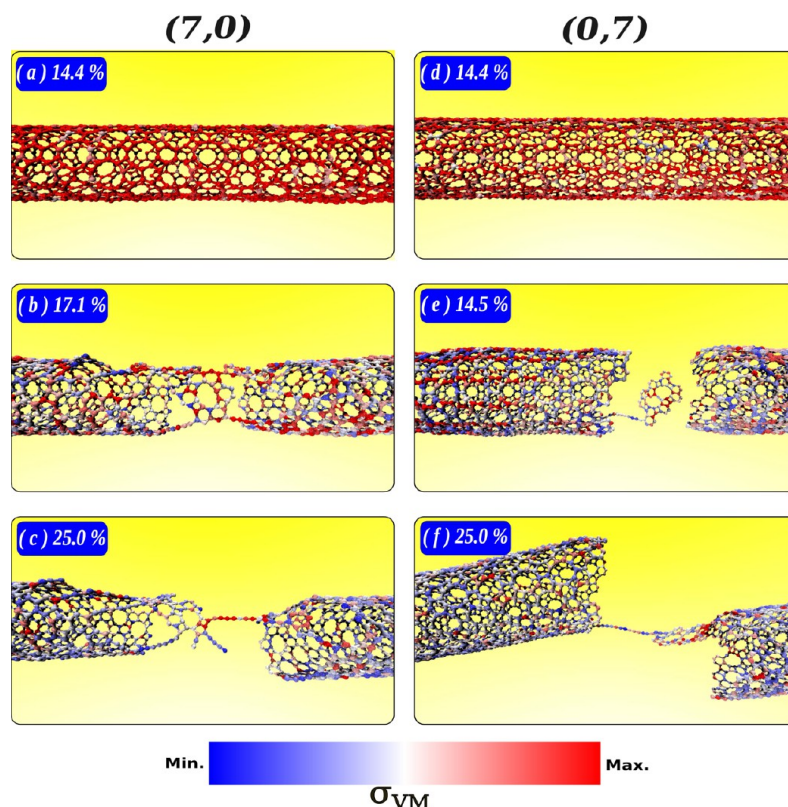 (7,0) (0,7)
(a) 14.4 % (d) 14.4 %
(b) 17.1 % (e) 14.5 %
(c) 25.0 % (f) 25.0 %
Min. Max.
σVM